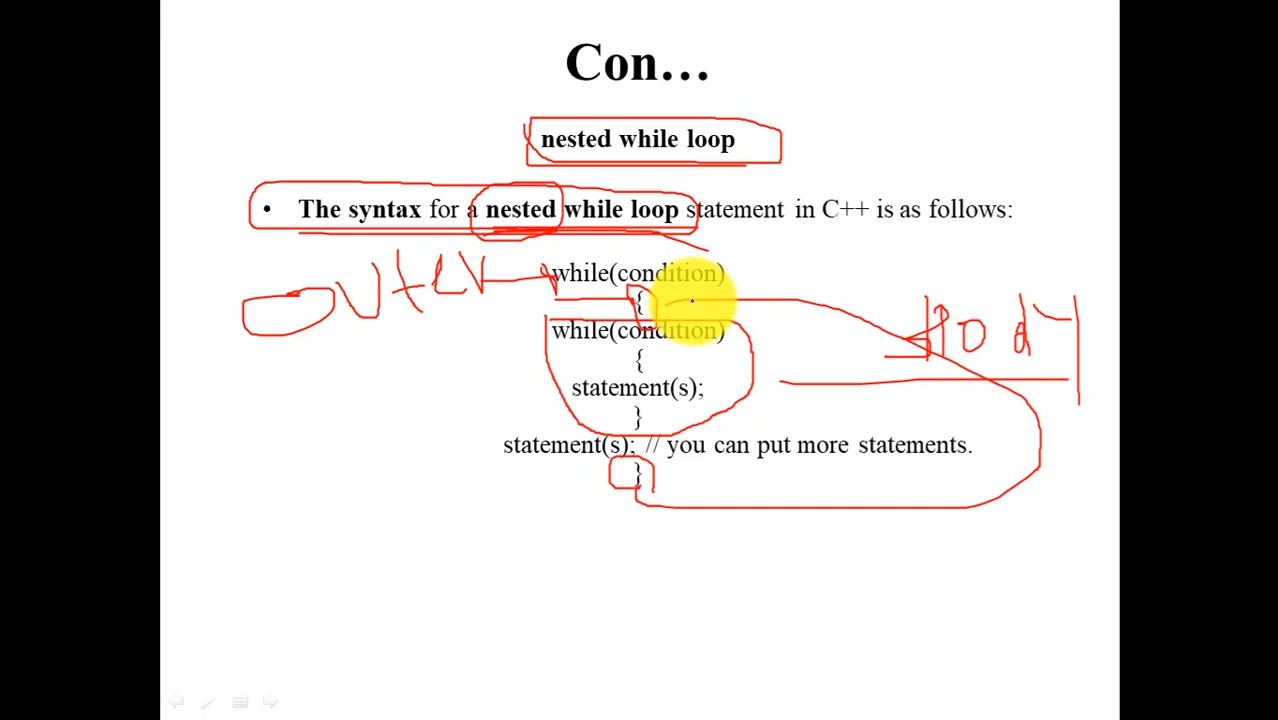 Con…
nested while loop
• The syntax for a nested while loop statement in C++ is as follows:
outer
while(condition)
{
while(condition)
Body
{
statement(s);
}
statement(s); // you can put more statements.
}